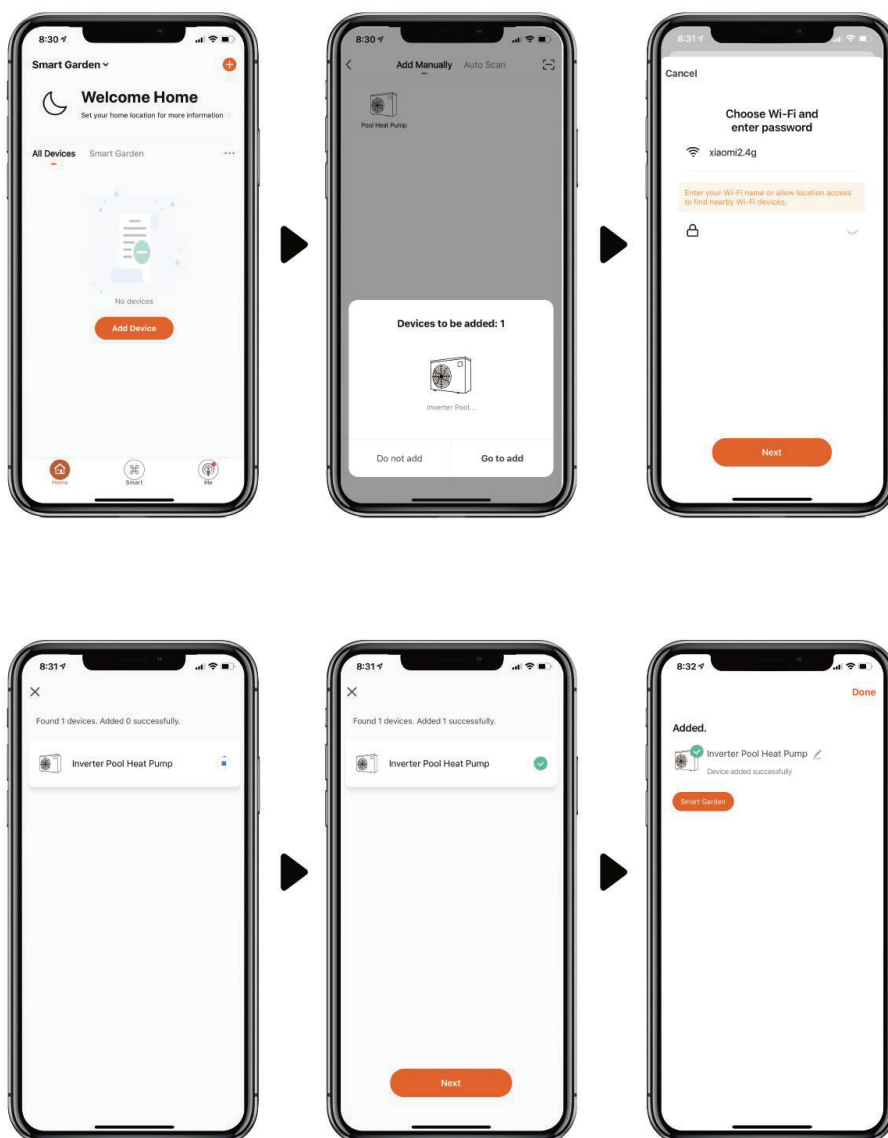 8:30
Smart Garden
Welcome Home
Set your home location for more information
All Devices Smart Garden ...
No devices
Add Device
Home Smart Me
8:30
Add Manually Auto Scan
Pool Heat Pump
Devices to be added: 1
Inverter Pool...
Do not add Go to add
8:31
Cancel
Choose Wi-Fi and
enter password
xiaomi2.4g
Enter your Wi-Fi name or allow location access
to find nearby Wi-Fi devices.
Next
8:31
Found 1 devices. Added 0 successfully.
Inverter Pool Heat Pump
8:31
Found 1 devices. Added 1 successfully.
Inverter Pool Heat Pump
Next
8:32
Done
Added.
Inverter Pool Heat Pump
Device added successfully
Smart Garden